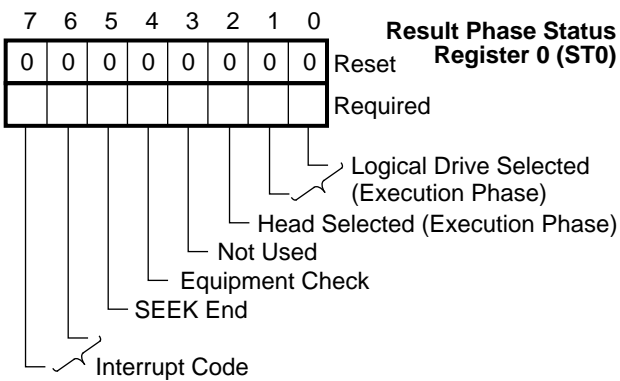 7 6 5 4 3 2 1 0
Result Phase Status
Register 0 (ST0)
0 0 0 0 0 0 0 0 Reset
Required
Logical Drive Selected
(Execution Phase)
Head Selected (Execution Phase)
Not Used
Equipment Check
SEEK End
Interrupt Code